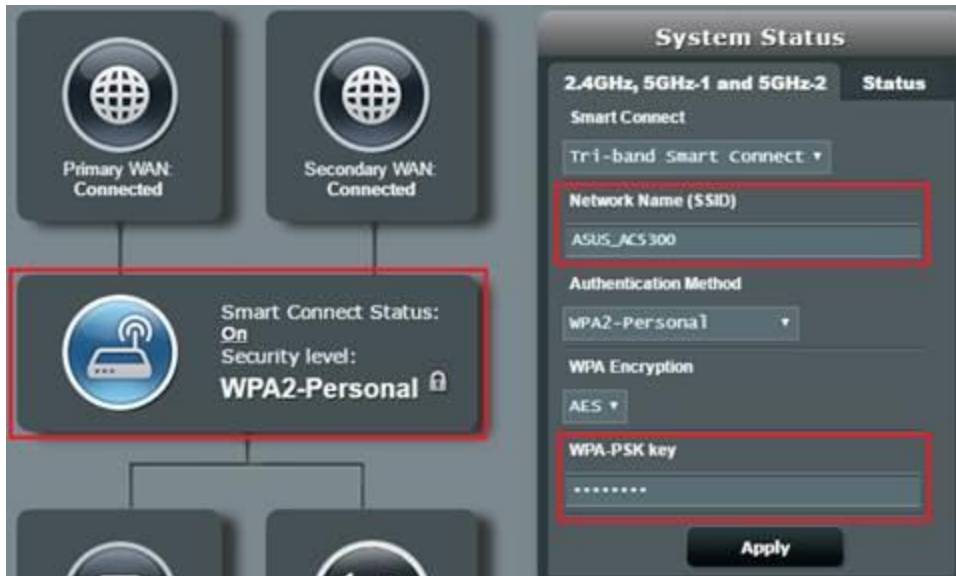 Primary WAN:
Connected
Secondary WAN:
Connected
Smart Connect Status:
On
Security level:
WPA2-Personal
System Status
2.4GHz, 5GHz-1 and 5GHz-2 Status
Smart Connect
Tri-band Smart Connect
Network Name (SSID)
ASUS_AC5300
Authentication Method
WPA2-Personal
WPA Encryption
AES
WPA-PSK key
••••••••
Apply